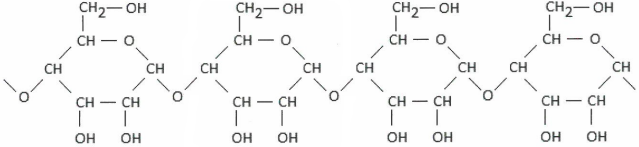 CH2—OH CH2—OH CH2—OH CH2—OH
CH—O CH—O CH—O CH—O
CH CH CH CH CH CH CH CH
O CH—CH O CH—CH O CH—CH O CH—CH
OH OH OH OH OH OH OH OH